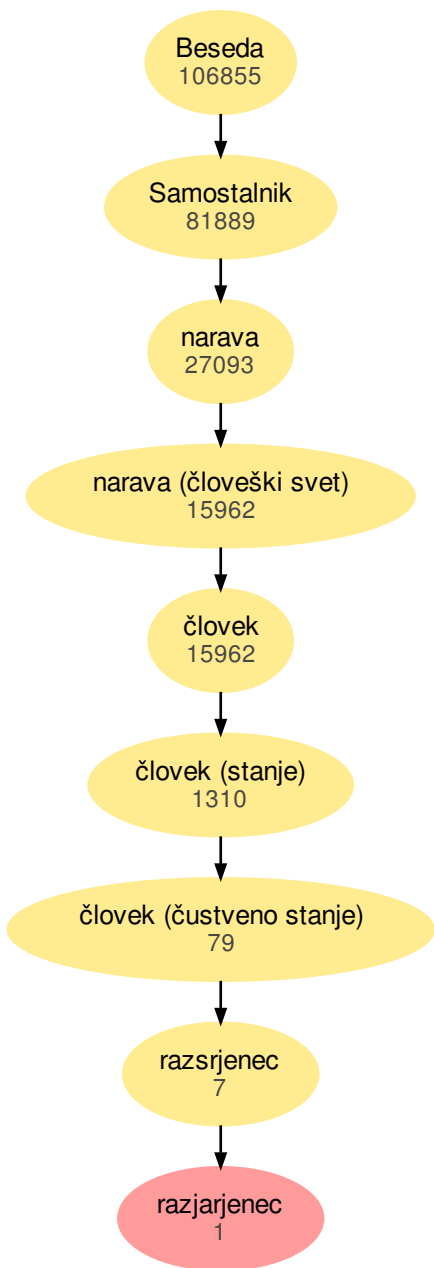 Beseda
106855
Samostalnik
81889
narava
27093
narava (človeški svet)
15962
človek
15962
človek (stanje)
1310
človek (čustveno stanje)
79
razsrjenec
7
razjarjenec
1